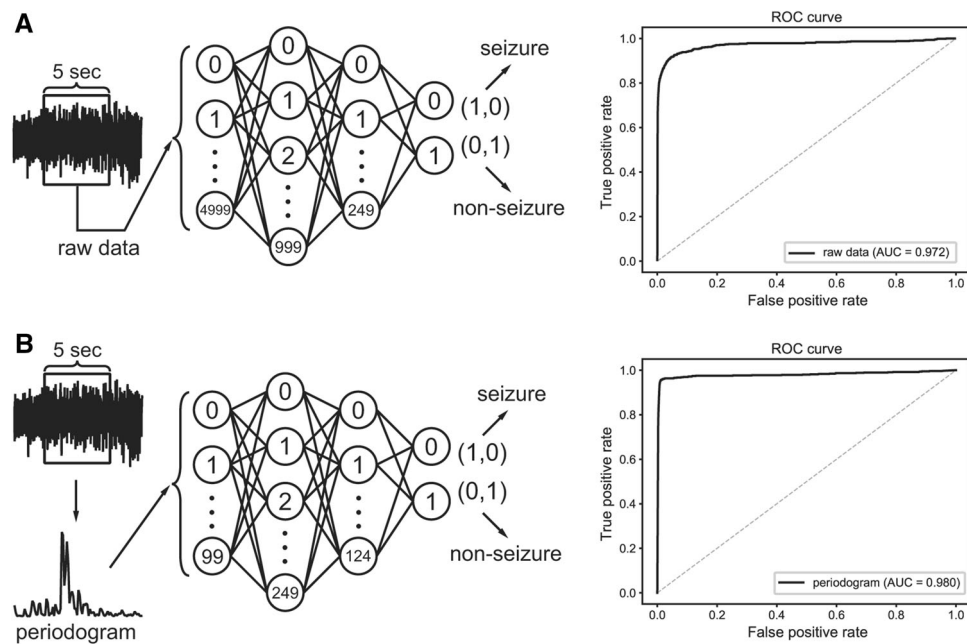 A
5 sec
raw data
0
1
4999
0
1
2
999
0
1
249
0
1
seizure
(1,0)
(0,1)
non-seizure
ROC curve
True positive rate
1.0
0.8
0.6
0.4
0.2
0.0
raw data (AUC = 0.972)
0.0 0.2 0.4 0.6 0.8 1.0
False positive rate
B
5 sec
periodogram
0
1
99
0
1
2
249
0
1
124
0
1
seizure
(1,0)
(0,1)
non-seizure
ROC curve
True positive rate
1.0
0.8
0.6
0.4
0.2
0.0
periodogram (AUC = 0.980)
0.0 0.2 0.4 0.6 0.8 1.0
False positive rate